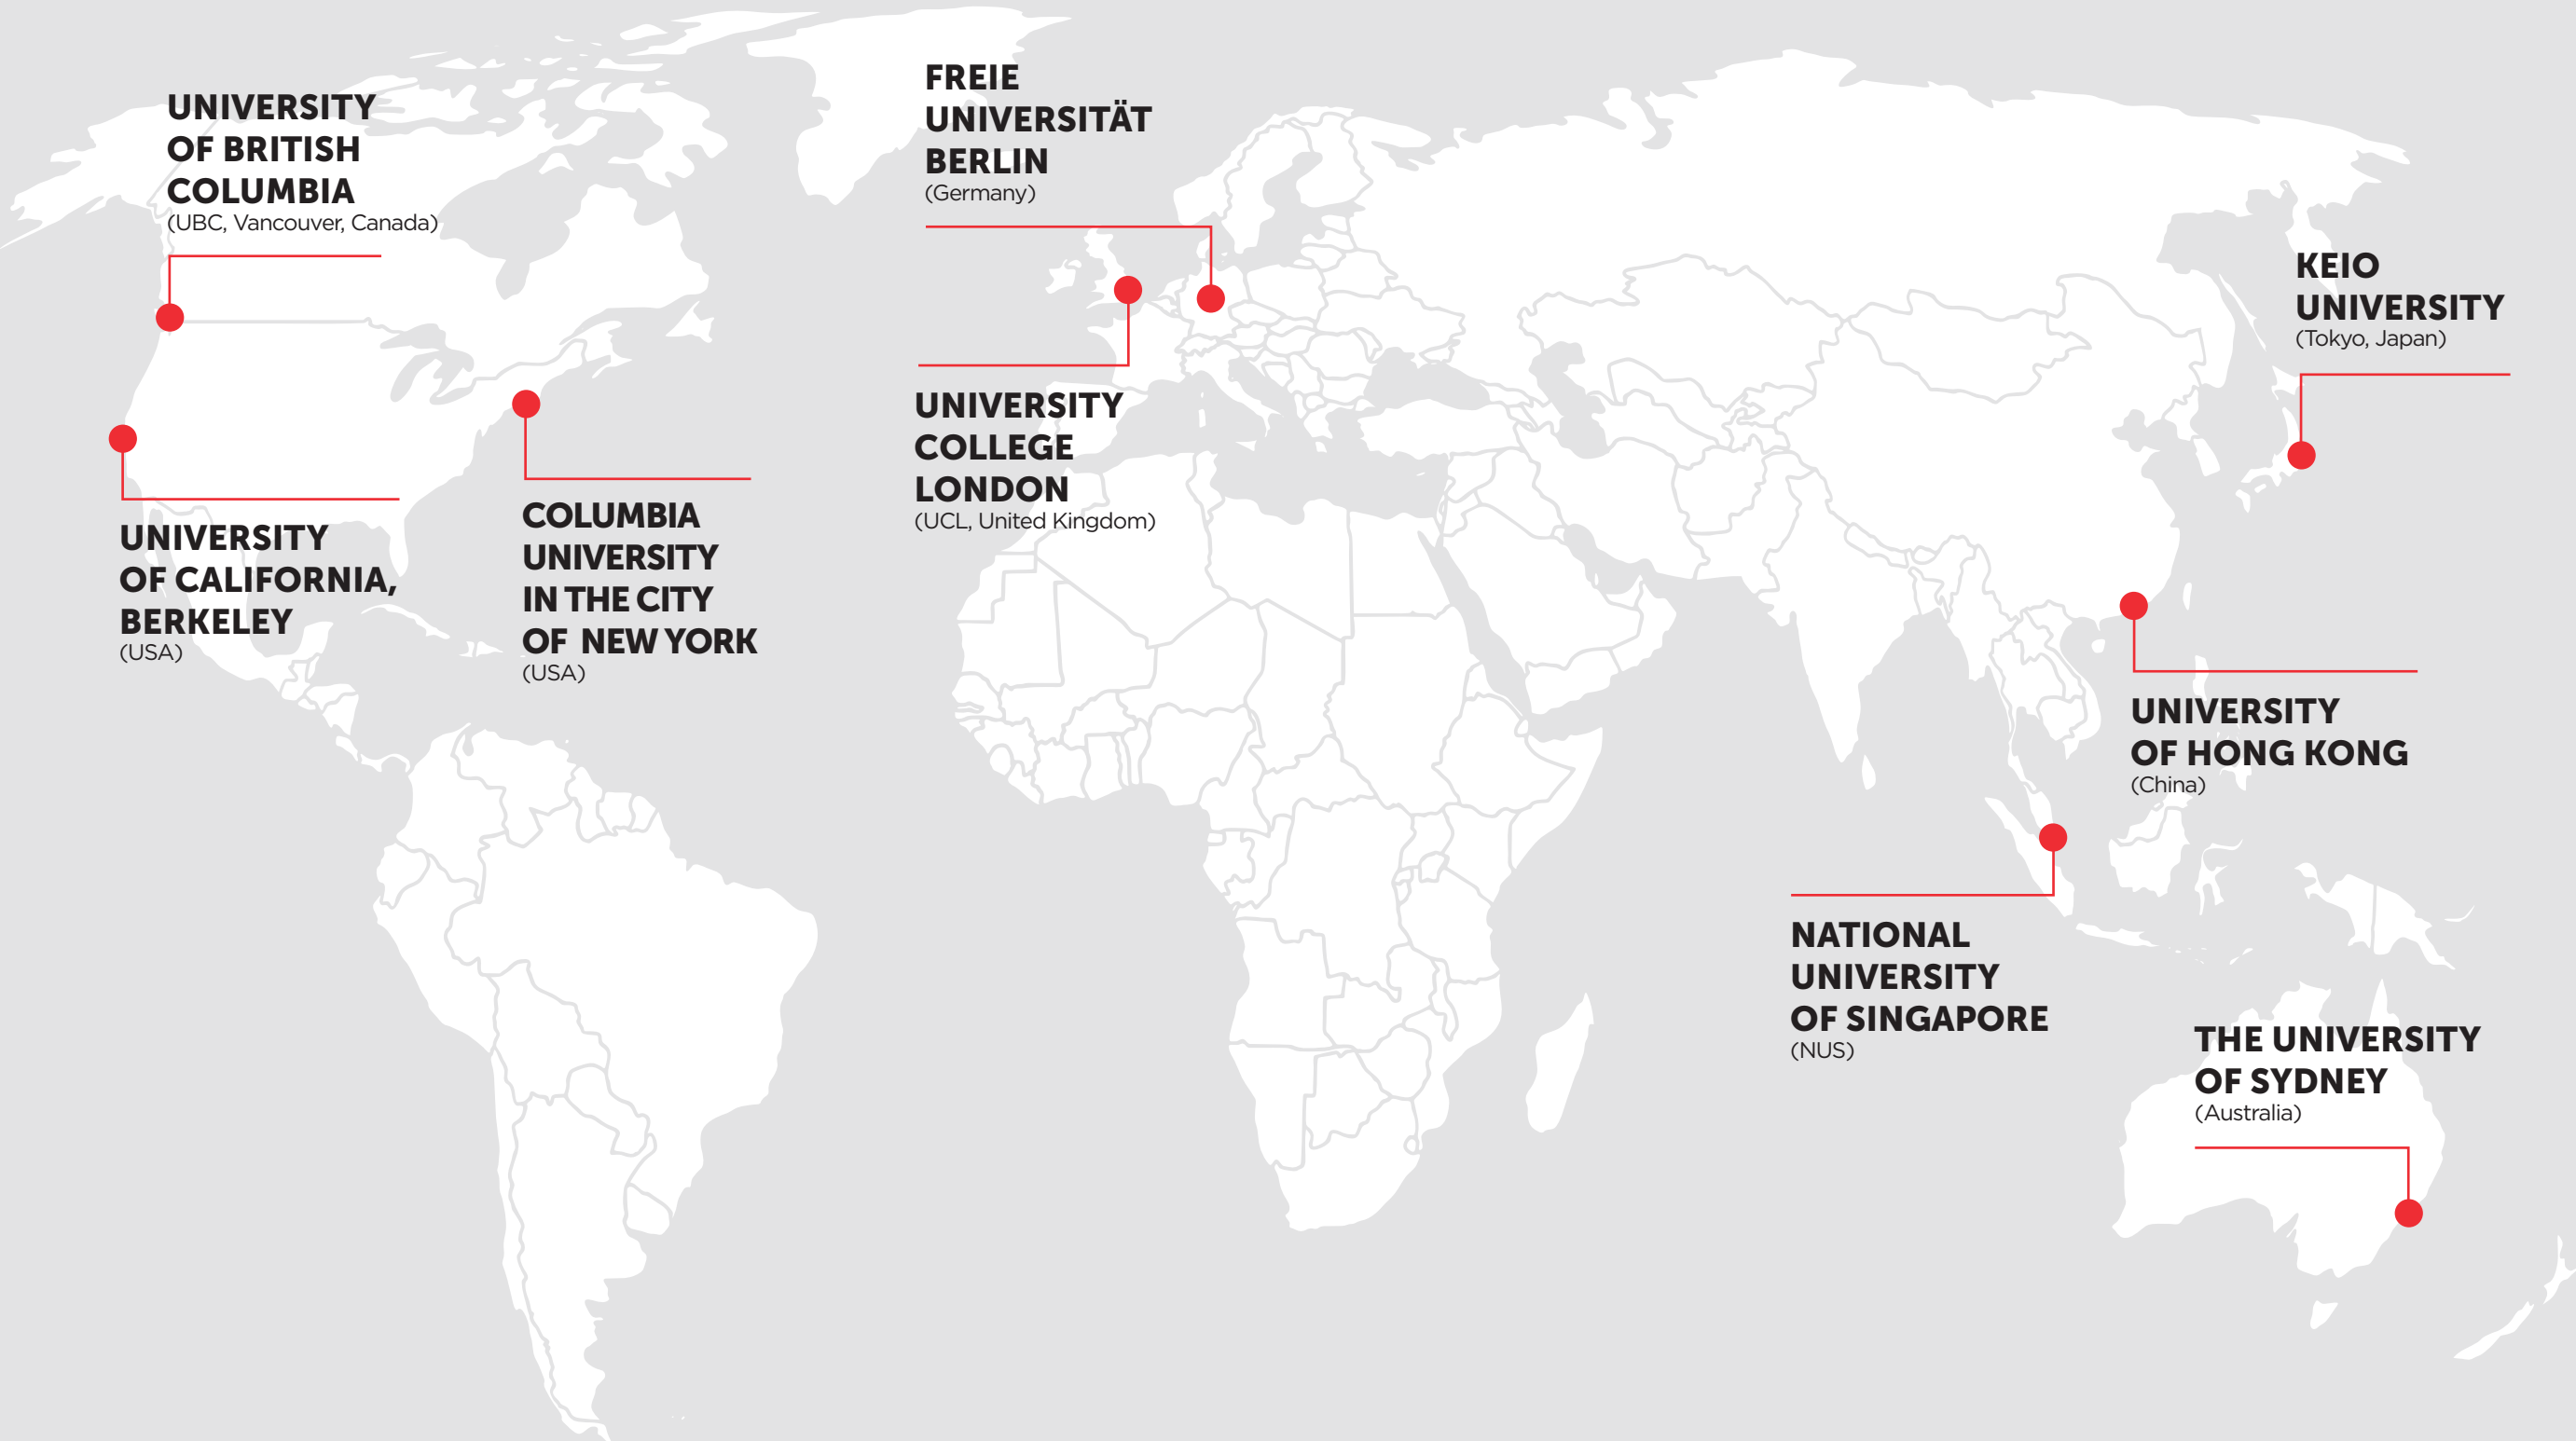 UNIVERSITY
OF BRITISH
COLUMBIA
(UBC, Vancouver, Canada)
UNIVERSITY
OF CALIFORNIA,
BERKELEY
(USA)
COLUMBIA
UNIVERSITY
IN THE CITY
OF NEW YORK
(USA)
FREIE
UNIVERSITÄT
BERLIN
(Germany)
UNIVERSITY
COLLEGE
LONDON
(UCL, United Kingdom)
KEIO
UNIVERSITY
(Tokyo, Japan)
UNIVERSITY
OF HONG KONG
(China)
NATIONAL
UNIVERSITY
OF SINGAPORE
(NUS)
THE UNIVERSITY
OF SYDNEY
(Australia)